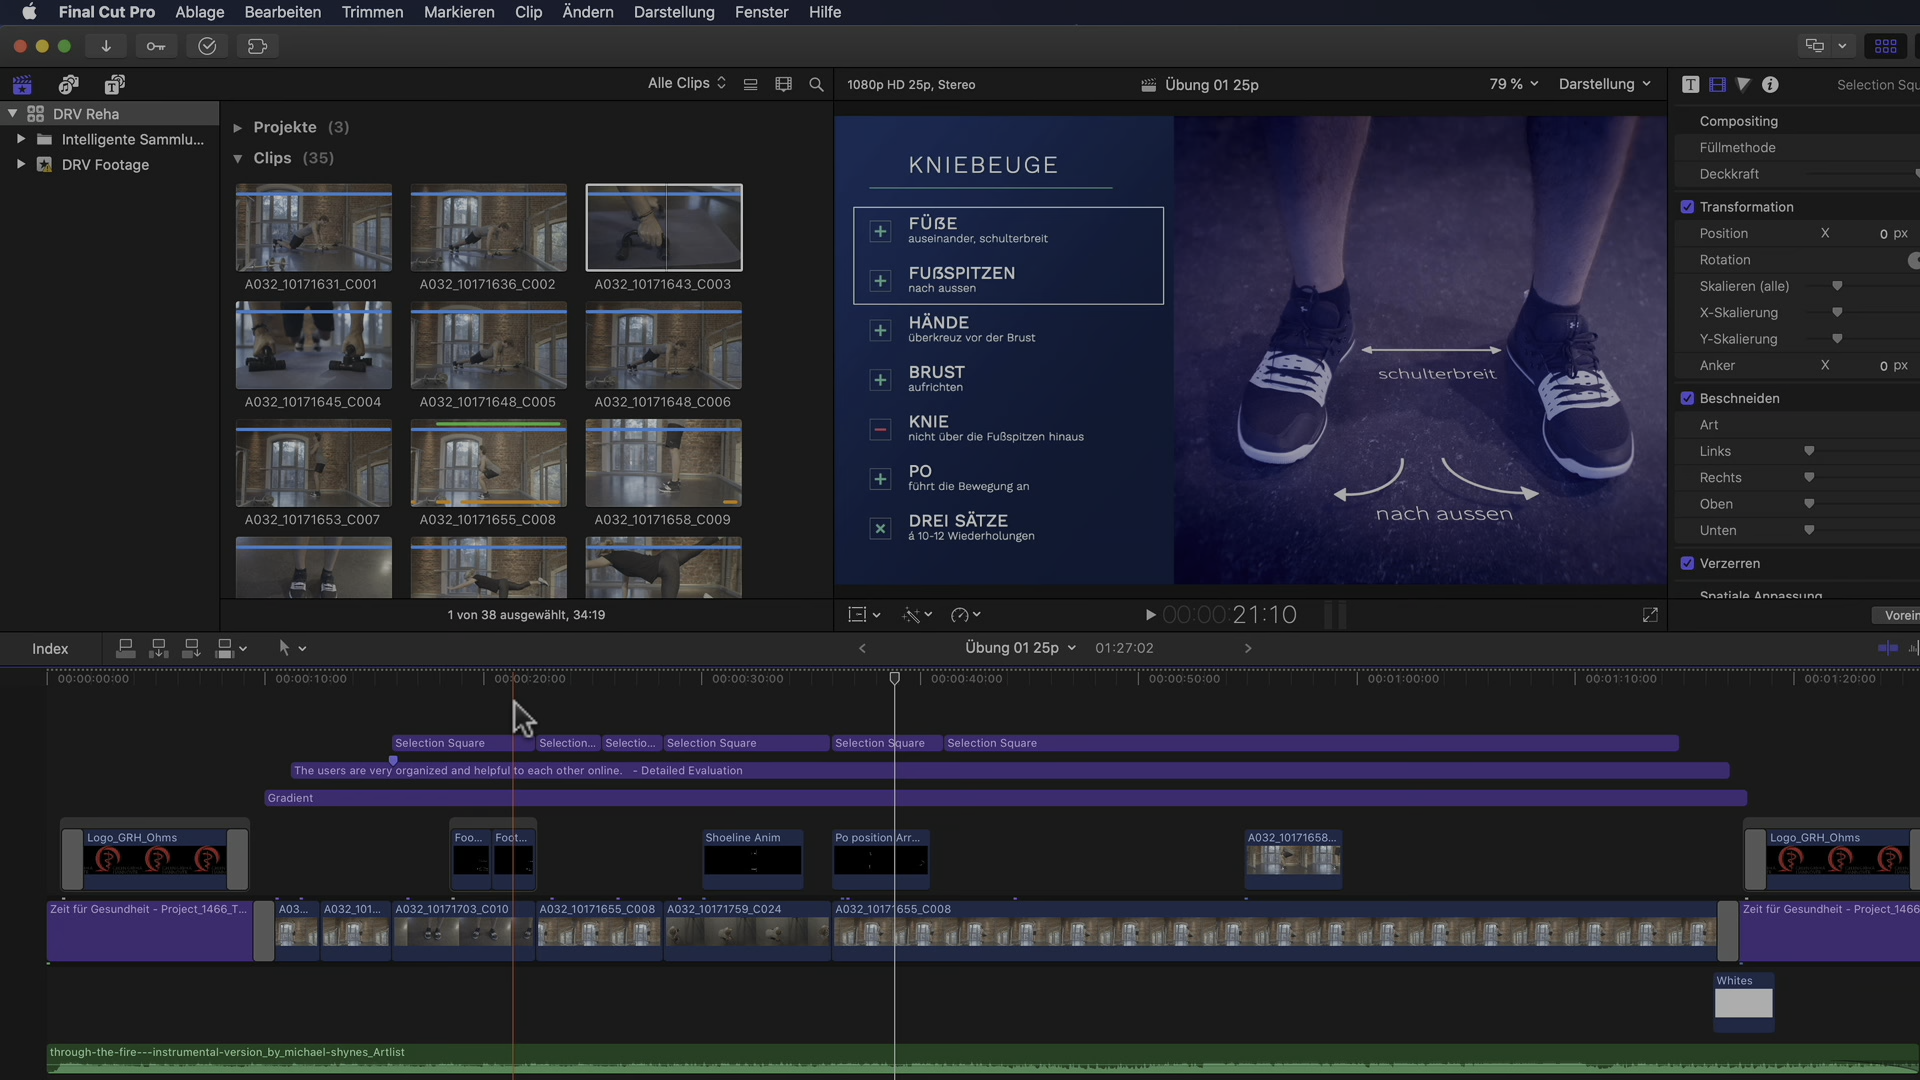 Final Cut Pro Ablage Bearbeiten Trimmen Markieren Clip Ändern Darstellung Fenster Hilfe
Alle Clips
1080p HD 25p, Stereo
Übung 01 25p
79 %
Darstellung
Selection Squ
DRV Reha
Intelligente Sammlu...
DRV Footage
Projekte (3)
Clips (35)
A032_10171631_C001
A032_10171636_C002
A032_10171643_C003
A032_10171645_C004
A032_10171648_C005
A032_10171648_C006
A032_10171653_C007
A032_10171655_C008
A032_10171658_C009
1 von 38 ausgewählt, 34:19
KNIEBEUGE
FÜßE
auseinander, schulterbreit
FUßSPITZEN
nach aussen
HÄNDE
überkreuz vor der Brust
BRUST
aufrichten
KNIE
nicht über die Fußspitzen hinaus
PO
führt die Bewegung an
DREI SÄTZE
á 10-12 Wiederholungen
schulterbreit
nach aussen
00:00:21:10
Compositing
Füllmethode
Deckkraft
Transformation
Position X 0 px
Rotation
Skalieren (alle)
X-Skalierung
Y-Skalierung
Anker X 0 px
Beschneiden
Art
Links
Rechts
Oben
Unten
Verzerren
Spatiale Anpassung
Vorein
Index
Übung 01 25p
01:27:02
00:00:00:00
00:00:10:00
00:00:20:00
00:00:30:00
00:00:40:00
00:00:50:00
00:01:00:00
00:01:10:00
00:01:20:00
Selection Square
Selection...
Selectio...
Selection Square
Selection Square
Selection Square
The users are very organized and helpful to each other online. - Detailed Evaluation
Gradient
Logo_GRH_Ohms
Foo...
Foot...
Shoeline Anim
Po position Arr...
A032_10171658...
Logo_GRH_Ohms
Zeit für Gesundheit - Project_1466_T...
A03...
A032_101...
A032_10171703_C010
A032_10171655_C008
A032_10171759_C024
A032_10171655_C008
Zeit für Gesundheit - Project_1466
Whites
through-the-fire---instrumental-version_by_michael-shynes_Artlist